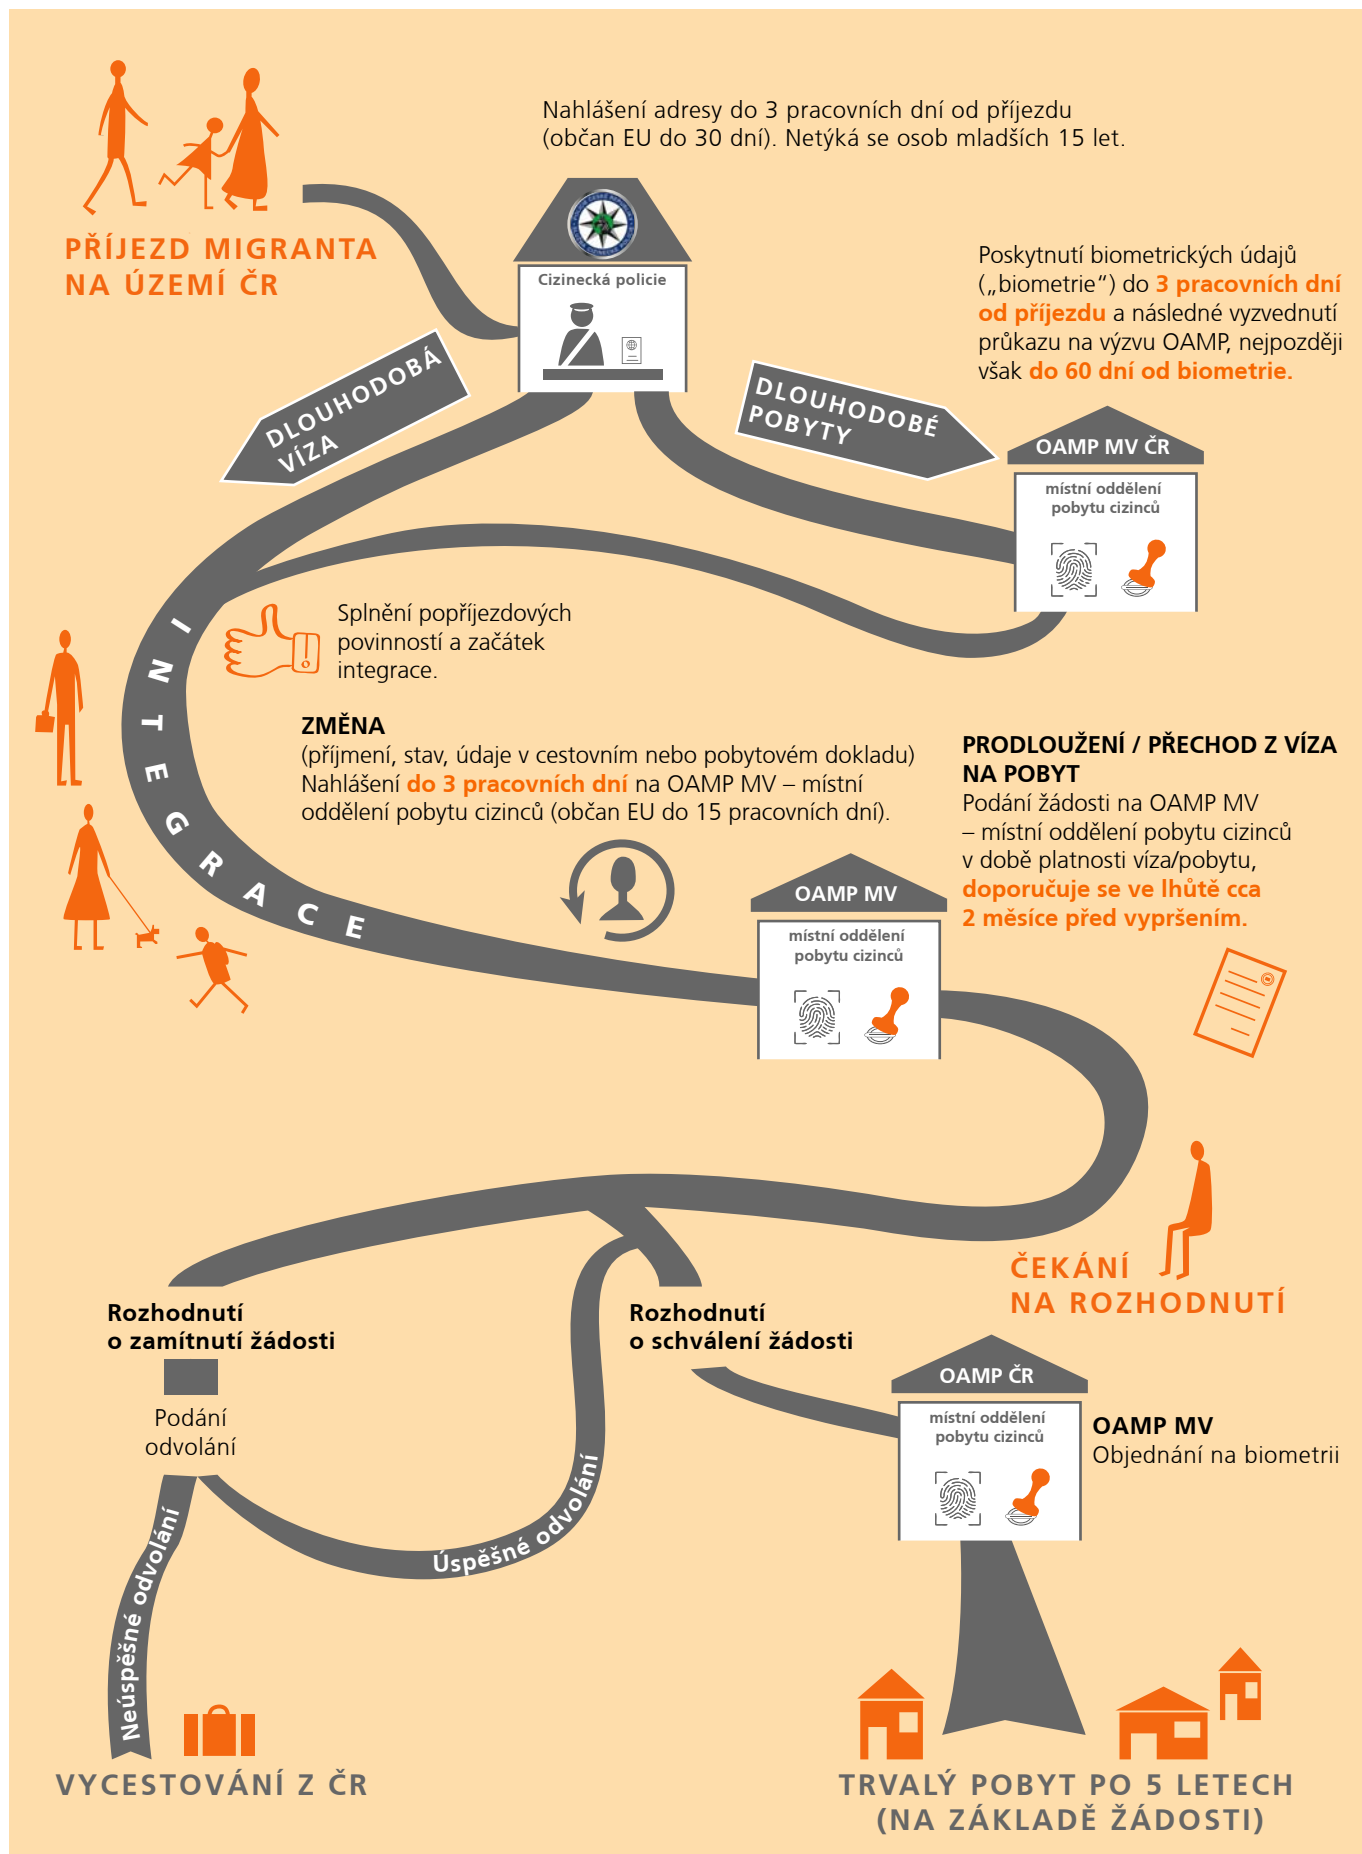 Nahlášení adresy do 3 pracovních dní od příjezdu
(občan EU do 30 dní). Netýká se osob mladších 15 let.
PŘÍJEZD MIGRANTA
NA ÚZEMÍ ČR
Cizinecká policie
Poskytnutí biometrických údajů
(„biometrie“) do 3 pracovních dní
od příjezdu a následné vyzvednutí
průkazu na výzvu OAMP, nejpozději
však do 60 dní od biometrie.
DLOUHODOBÁ
VÍZA
DLOUHODOBÉ
POBYTY
OAMP MV ČR
místní oddělení
pobytu cizinců
Splnění popříjezdových
povinností a začátek
integrace.
INTEGRACE
ZMĚNA
(příjmení, stav, údaje v cestovním nebo pobytovém dokladu)
Nahlášení do 3 pracovních dní na OAMP MV – místní
oddělení pobytu cizinců (občan EU do 15 pracovních dní).
PRODLOUŽENÍ / PŘECHOD Z VÍZA
NA POBYT
Podání žádosti na OAMP MV
– místní oddělení pobytu cizinců
v době platnosti víza/pobytu,
doporučuje se ve lhůtě cca
2 měsíce před vypršením.
OAMP MV
místní oddělení
pobytu cizinců
ČEKÁNÍ
NA ROZHODNUTÍ
Rozhodnutí
o zamítnutí žádosti
Rozhodnutí
o schválení žádosti
OAMP ČR
místní oddělení
pobytu cizinců
OAMP MV
Objednání na biometrii
Podání
odvolání
Neúspěšné odvolání
Úspěšné odvolání
VYCESTOVÁNÍ Z ČR
TRVALÝ POBYT PO 5 LETECH
(NA ZÁKLADĚ ŽÁDOSTI)